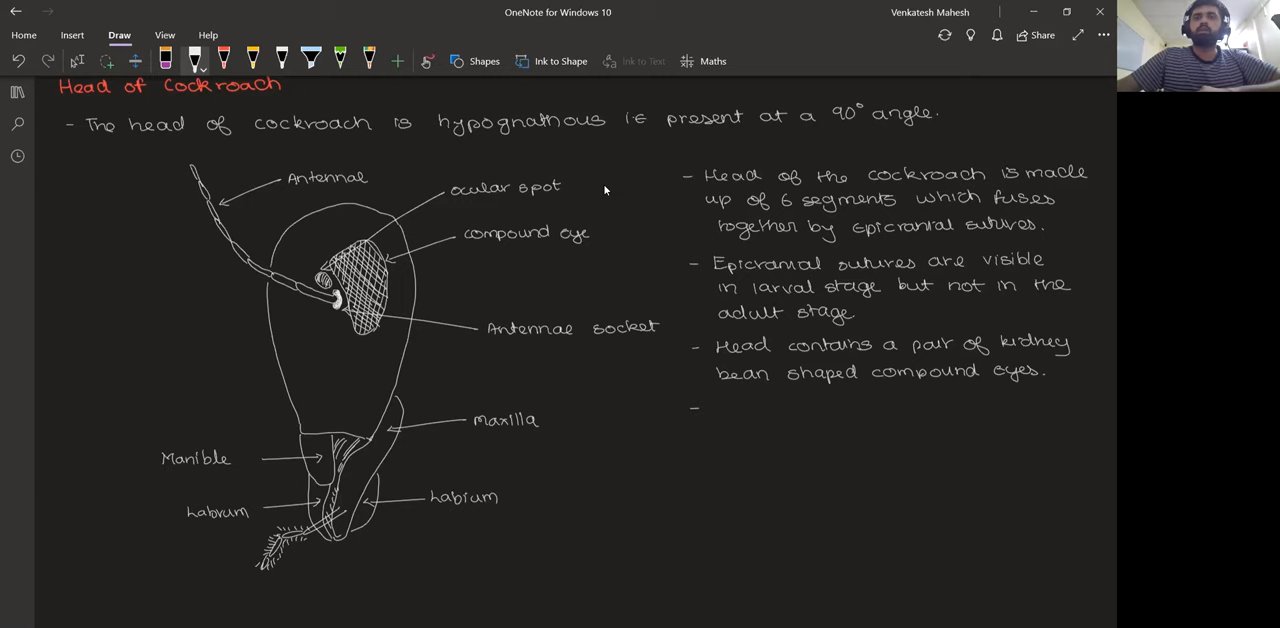 OneNote for Windows 10
Venkatesh Mahesh
Home Insert Draw View Help
Share
Shapes
Ink to Shape
Ink to Text
Maths
Head of Cockroach
- The head of cockroach is hypognathous i.e present at a 90° angle.
Antennal
ocular spot
compound eye
Antennae socket
Maxilla
Manible
Labrum
Labium
- Head of the cockroach is made
up of 6 segments which fuses
together by Epicranial sutures.
- Epicranial sutures are visible
in larval stage but not in the
adult stage
- Head contains a pair of kidney
bean shaped compound eyes.
-